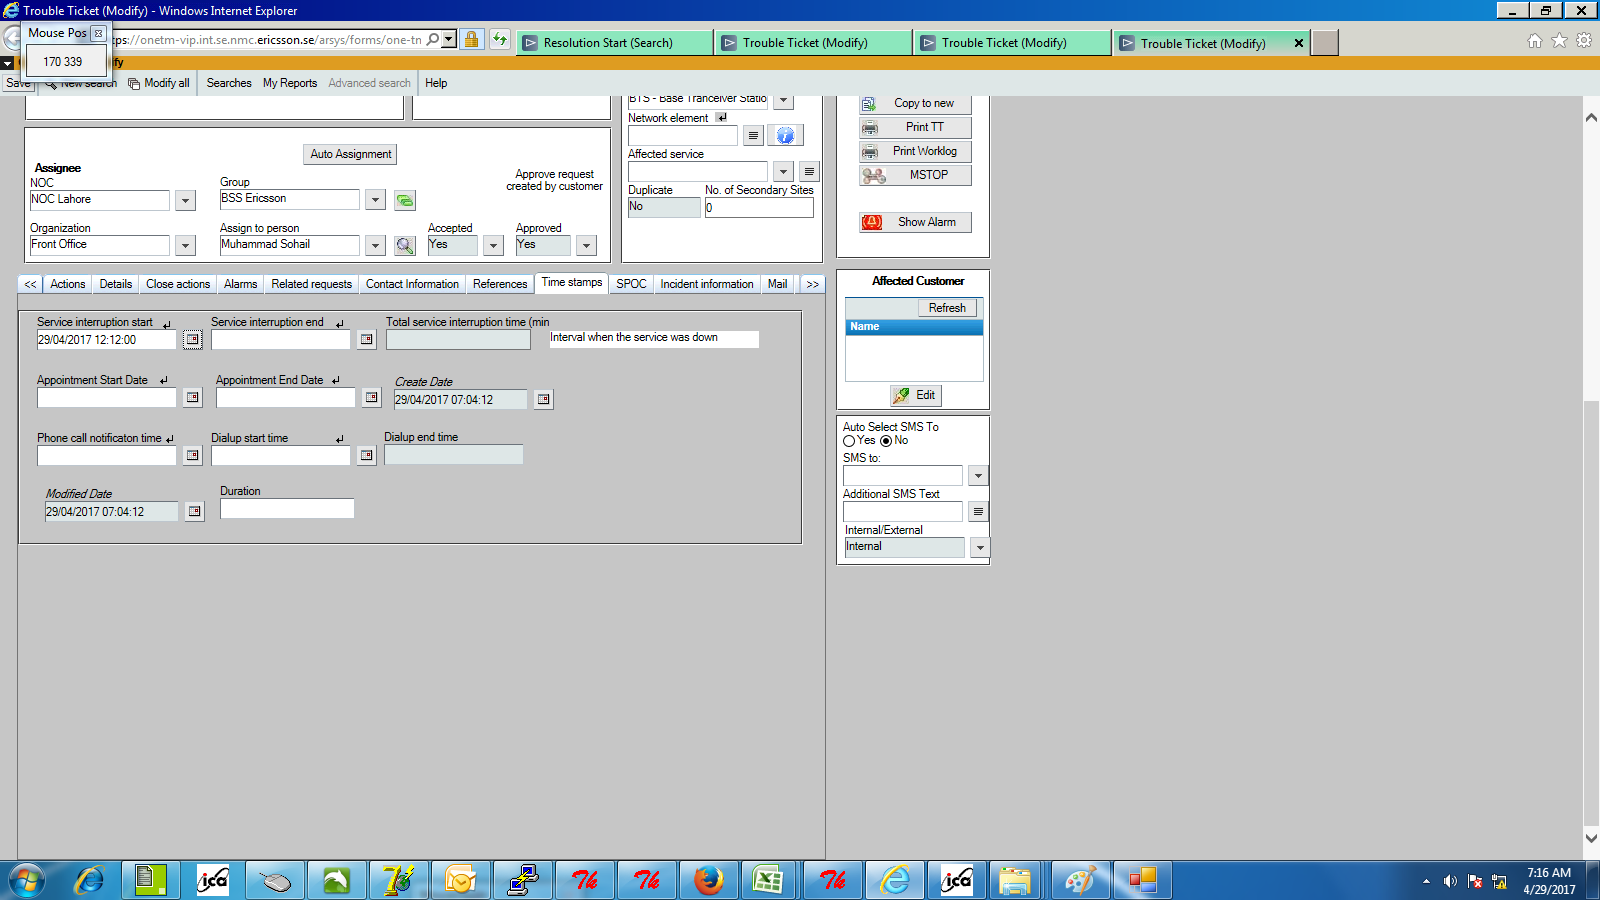 Trouble Ticket (Modify) - Windows Internet Explorer
Mouse Pos
170 339
ttps://onetm-vip.int.se.nmc.ericsson.se/arsys/forms/one-tn
Resolution Start (Search)
Trouble Ticket (Modify)
Trouble Ticket (Modify)
Trouble Ticket (Modify)
Save
New search
Modify all
Searches
My Reports
Advanced search
Help
BTS - Base Tranceiver Statio
Network element
Affected service
Duplicate
No. of Secondary Sites
No
0
Copy to new
Print TT
Print Worklog
MSTOP
Show Alarm
Auto Assignment
Assignee
NOC
NOC Lahore
Group
BSS Ericsson
Approve request
created by customer
Organization
Front Office
Assign to person
Muhammad Sohail
Accepted
Yes
Approved
Yes
<< Actions Details Close actions Alarms Related requests Contact Information References Time stamps SPOC Incident information Mail >>
Service interruption start
29/04/2017 12:12:00
Service interruption end
Total service interruption time (min
Interval when the service was down
Appointment Start Date
Appointment End Date
Create Date
29/04/2017 07:04:12
Phone call notificaton time
Dialup start time
Dialup end time
Modified Date
29/04/2017 07:04:12
Duration
Affected Customer
Refresh
Name
Edit
Auto Select SMS To
Yes No
SMS to:
Additional SMS Text
Internal/External
Internal
ica
Th
Th
Th
ica
7:16 AM
4/29/2017